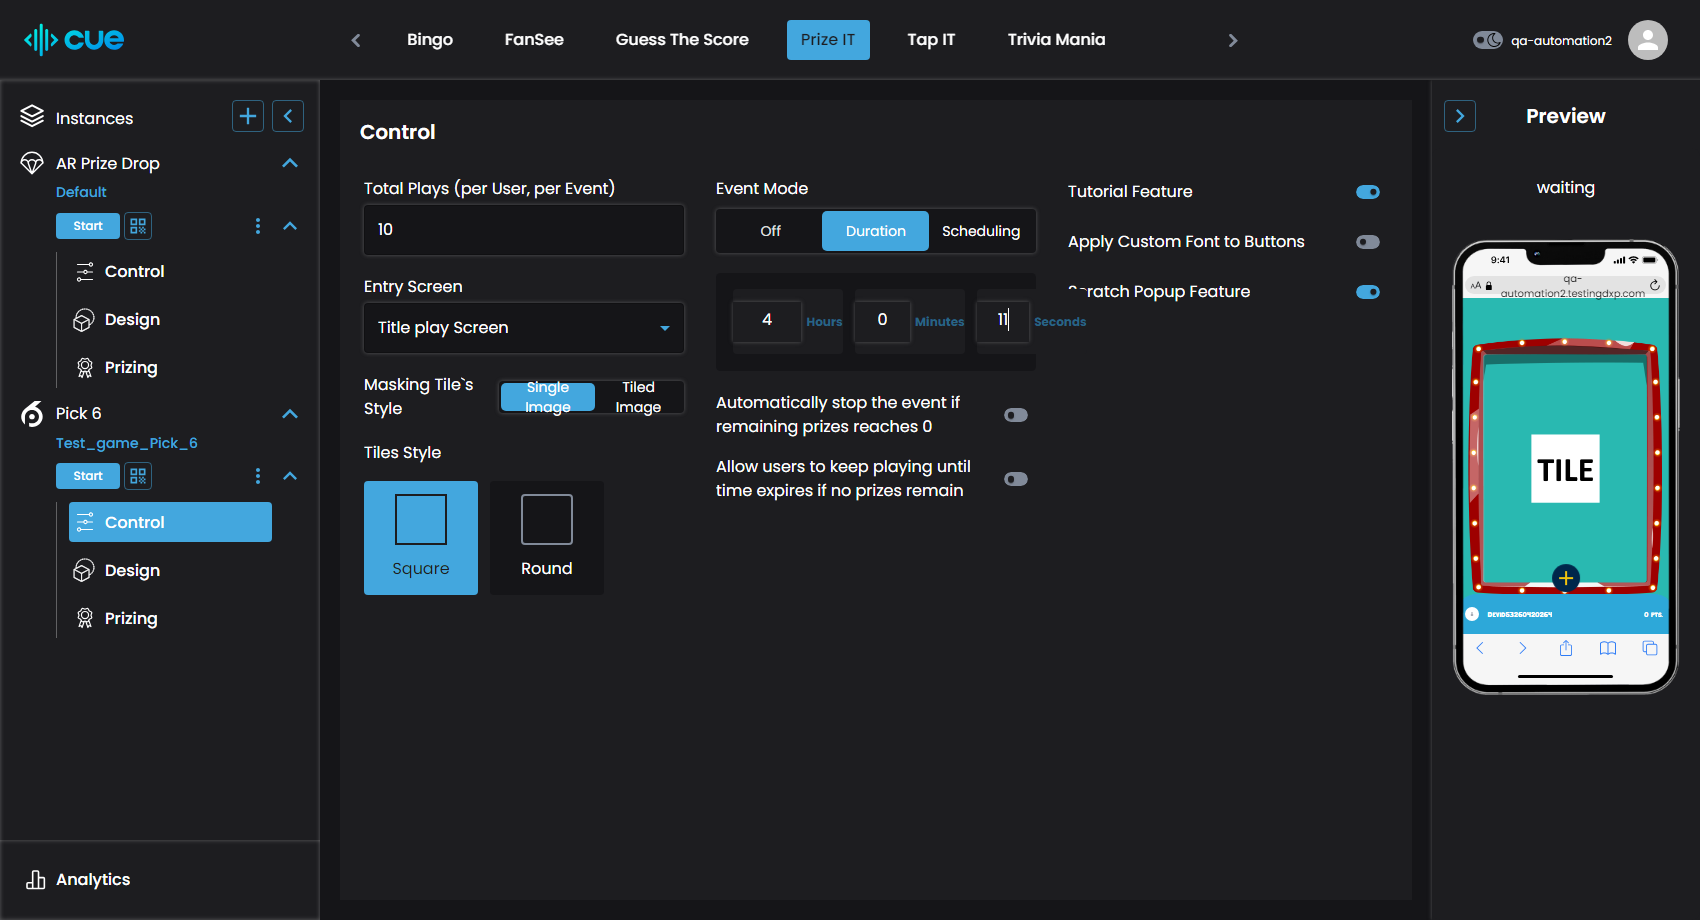 cue
Bingo
FanSee
Guess The Score
Prize IT
Tap IT
Trivia Mania
qa-automation2
Instances
AR Prize Drop
Default
Start
Control
Design
Prizing
Pick 6
Test_game_Pick_6
Start
Control
Design
Prizing
Analytics
Control
Total Plays (per User, per Event)
10
Entry Screen
Title play Screen
Masking Tile`s
Style
Single
Image
Tiled
Image
Tiles Style
Square
Round
Event Mode
Off
Duration
Scheduling
4
Hours
0
Minutes
11
Seconds
Automatically stop the event if
remaining prizes reaches 0
Allow users to keep playing until
time expires if no prizes remain
Tutorial Feature
Apply Custom Font to Buttons
Scratch Popup Feature
Preview
waiting
9:41
AA
qa-
automation2.testingdxp.com
TILE
DEVID53260920264
0 PTS.